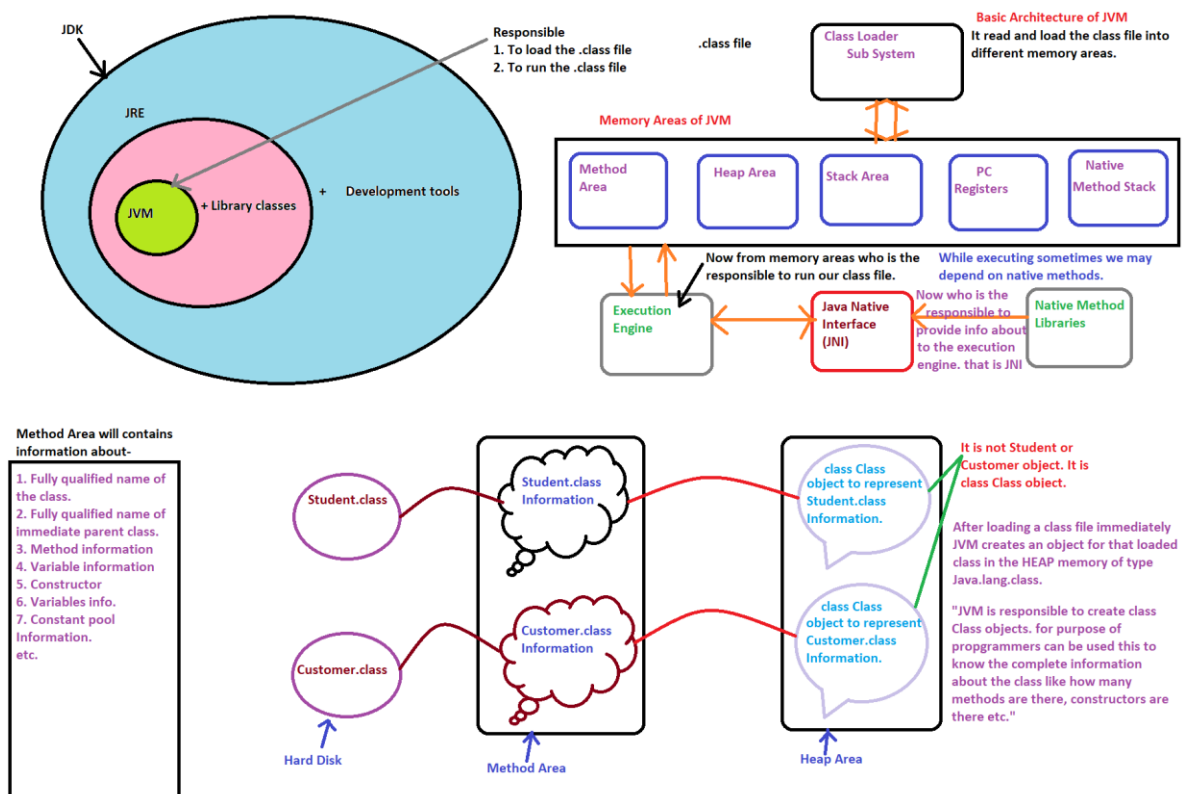 JDK
JRE
JVM
+ Library classes
+
Development tools
Responsible
1. To load the .class file
2. To run the .class file
.class file
Class Loader
Sub System
Basic Architecture of JVM
It read and load the class file into
different memory areas.
Memory Areas of JVM
Method
Area
Heap Area
Stack Area
PC
Registers
Native
Method Stack
Now from memory areas who is the
responsible to run our class file.
While executing sometimes we may
depend on native methods.
Execution
Engine
Java Native
Interface
(JNI)
Now who is the
responsible to
provide info about
to the execution
engine. that is JNI
Native Method
Libraries
Method Area will contains
information about-
1. Fully qualified name of
the class.
2. Fully qualified name of
immediate parent class.
3. Method information
4. Variable information
5. Constructor
6. Variables info.
7. Constant pool
Information.
etc.
Student.class
Customer.class
Hard Disk
Student.class
Information
Customer.class
Information
Method Area
class Class
object to represent
Student.class
Information.
class Class
object to represent
Customer.class
Information.
Heap Area
It is not Student or
Customer object. It is
class Class object.
After loading a class file immediately
JVM creates an object for that loaded
class in the HEAP memory of type
Java.lang.class.
"JVM is responsible to create class
Class objects. for purpose of
propgrammers can be used this to
know the complete information
about the class like how many
methods are there, constructors are
there etc."